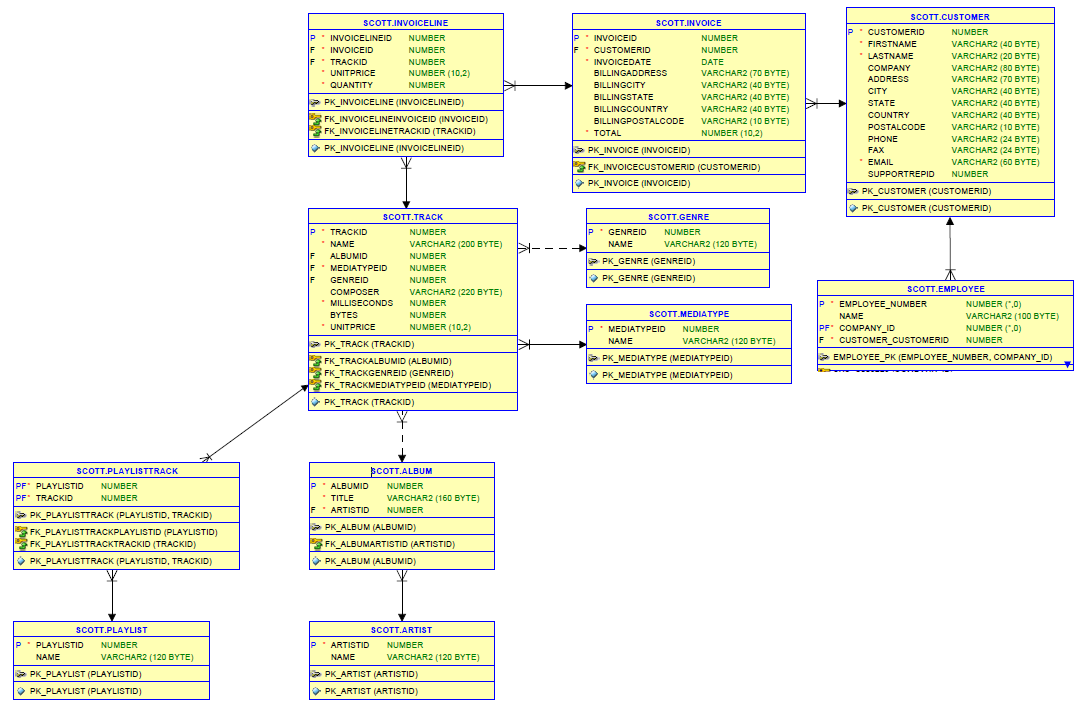 SCOTT.INVOICELINE
P * INVOICELINEID NUMBER
F * INVOICEID NUMBER
F * TRACKID NUMBER
* UNITPRICE NUMBER (10,2)
* QUANTITY NUMBER
PK_INVOICELINE (INVOICELINEID)
FK_INVOICELINEINVOICEID (INVOICEID)
FK_INVOICELINETRACKID (TRACKID)
PK_INVOICELINE (INVOICELINEID)
SCOTT.INVOICE
P * INVOICEID NUMBER
F * CUSTOMERID NUMBER
* INVOICEDATE DATE
BILLINGADDRESS VARCHAR2 (70 BYTE)
BILLINGCITY VARCHAR2 (40 BYTE)
BILLINGSTATE VARCHAR2 (40 BYTE)
BILLINGCOUNTRY VARCHAR2 (40 BYTE)
BILLINGPOSTALCODE VARCHAR2 (10 BYTE)
* TOTAL NUMBER (10,2)
PK_INVOICE (INVOICEID)
FK_INVOICECUSTOMERID (CUSTOMERID)
PK_INVOICE (INVOICEID)
SCOTT.CUSTOMER
P * CUSTOMERID NUMBER
* FIRSTNAME VARCHAR2 (40 BYTE)
* LASTNAME VARCHAR2 (20 BYTE)
COMPANY VARCHAR2 (80 BYTE)
ADDRESS VARCHAR2 (70 BYTE)
CITY VARCHAR2 (40 BYTE)
STATE VARCHAR2 (40 BYTE)
COUNTRY VARCHAR2 (40 BYTE)
POSTALCODE VARCHAR2 (10 BYTE)
PHONE VARCHAR2 (24 BYTE)
FAX VARCHAR2 (24 BYTE)
* EMAIL VARCHAR2 (60 BYTE)
SUPPORTREPID NUMBER
PK_CUSTOMER (CUSTOMERID)
PK_CUSTOMER (CUSTOMERID)
SCOTT.TRACK
P * TRACKID NUMBER
* NAME VARCHAR2 (200 BYTE)
F ALBUMID NUMBER
F * MEDIATYPEID NUMBER
F GENREID NUMBER
COMPOSER VARCHAR2 (220 BYTE)
* MILLISECONDS NUMBER
BYTES NUMBER
* UNITPRICE NUMBER (10,2)
PK_TRACK (TRACKID)
FK_TRACKALBUMID (ALBUMID)
FK_TRACKGENREID (GENREID)
FK_TRACKMEDIATYPEID (MEDIATYPEID)
PK_TRACK (TRACKID)
SCOTT.GENRE
P * GENREID NUMBER
NAME VARCHAR2 (120 BYTE)
PK_GENRE (GENREID)
PK_GENRE (GENREID)
SCOTT.MEDIATYPE
P * MEDIATYPEID NUMBER
NAME VARCHAR2 (120 BYTE)
PK_MEDIATYPE (MEDIATYPEID)
PK_MEDIATYPE (MEDIATYPEID)
SCOTT.EMPLOYEE
P * EMPLOYEE_NUMBER NUMBER (*,0)
NAME VARCHAR2 (100 BYTE)
PF* COMPANY_ID NUMBER (*,0)
F * CUSTOMER_CUSTOMERID NUMBER
EMPLOYEE_PK (EMPLOYEE_NUMBER, COMPANY_ID)
SCOTT.PLAYLISTTRACK
PF* PLAYLISTID NUMBER
PF* TRACKID NUMBER
PK_PLAYLISTTRACK (PLAYLISTID, TRACKID)
FK_PLAYLISTTRACKPLAYLISTID (PLAYLISTID)
FK_PLAYLISTTRACKTRACKID (TRACKID)
PK_PLAYLISTTRACK (PLAYLISTID, TRACKID)
SCOTT.ALBUM
P * ALBUMID NUMBER
* TITLE VARCHAR2 (160 BYTE)
F * ARTISTID NUMBER
PK_ALBUM (ALBUMID)
FK_ALBUMARTISTID (ARTISTID)
PK_ALBUM (ALBUMID)
SCOTT.PLAYLIST
P * PLAYLISTID NUMBER
NAME VARCHAR2 (120 BYTE)
PK_PLAYLIST (PLAYLISTID)
PK_PLAYLIST (PLAYLISTID)
SCOTT.ARTIST
P * ARTISTID NUMBER
NAME VARCHAR2 (120 BYTE)
PK_ARTIST (ARTISTID)
PK_ARTIST (ARTISTID)